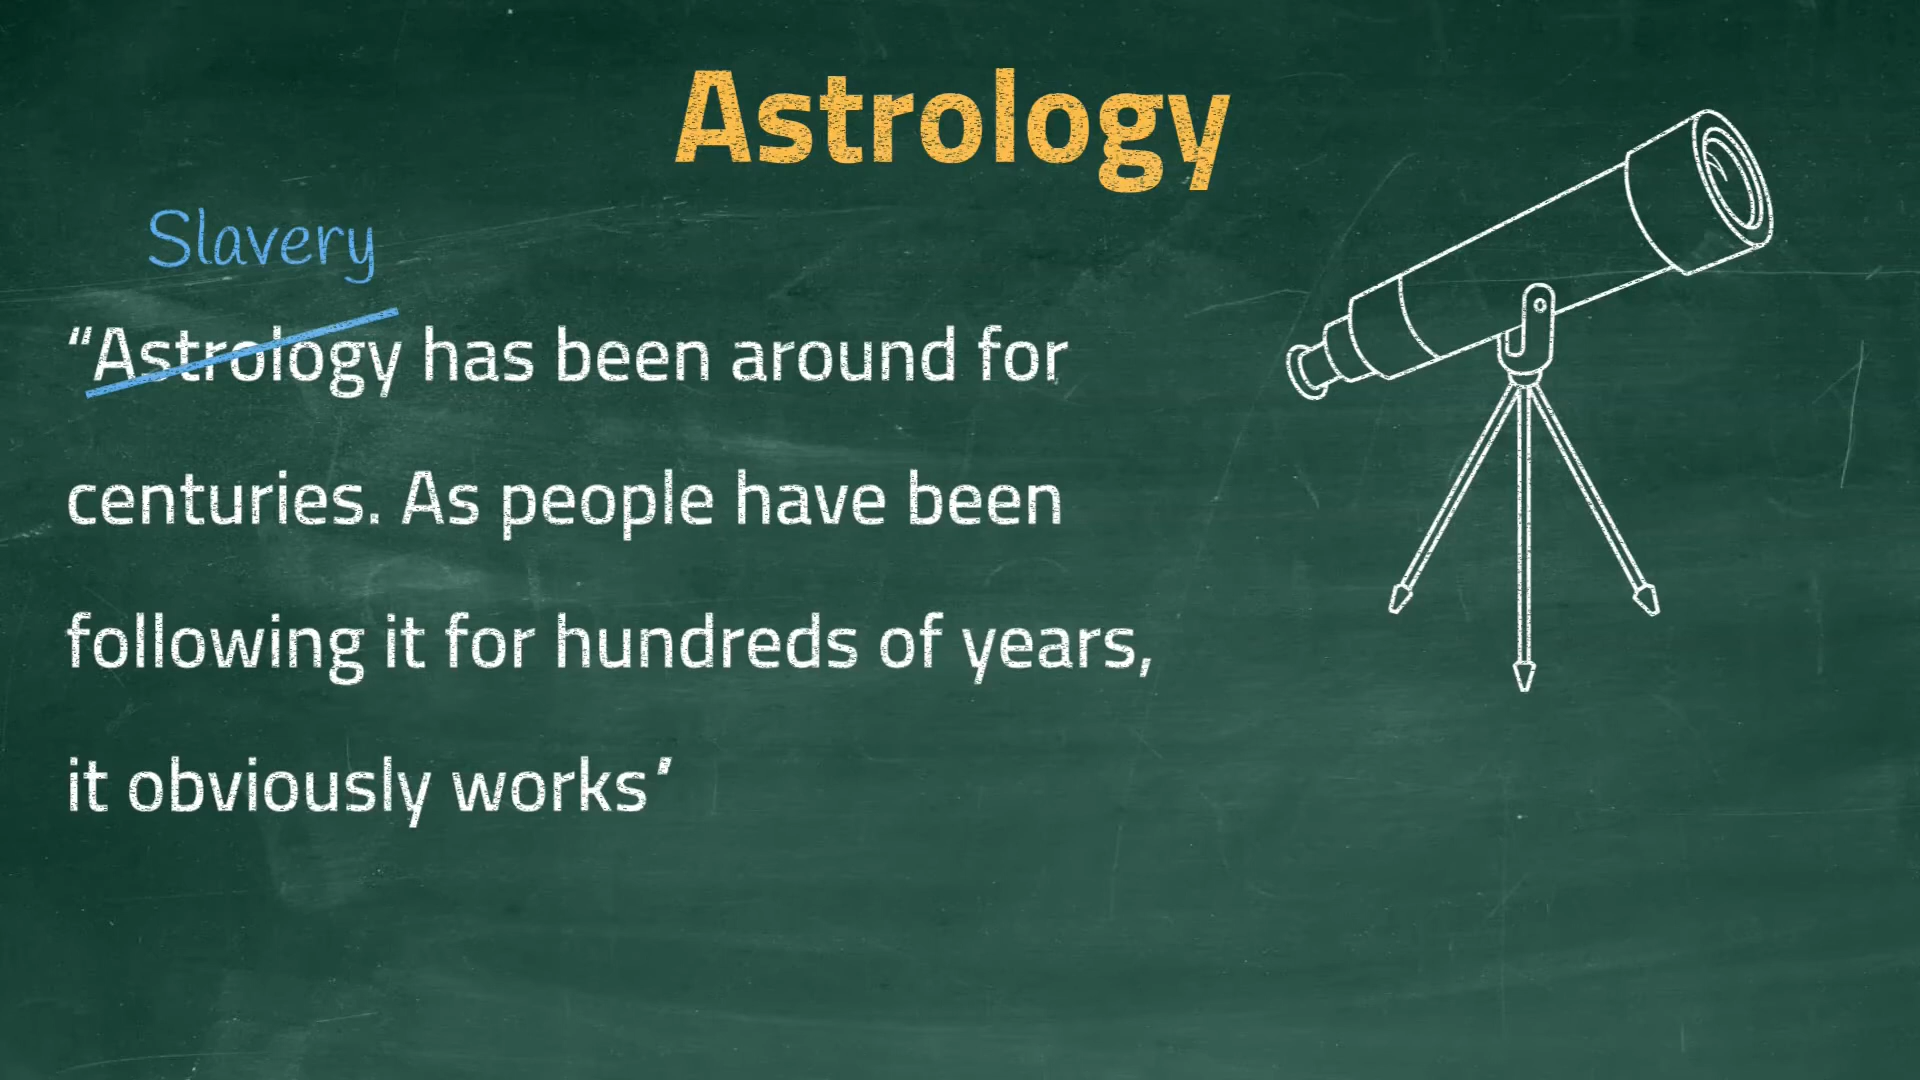 Astrology
Slavery
“Astrology has been around for
centuries. As people have been
following it for hundreds of years,
it obviously works’